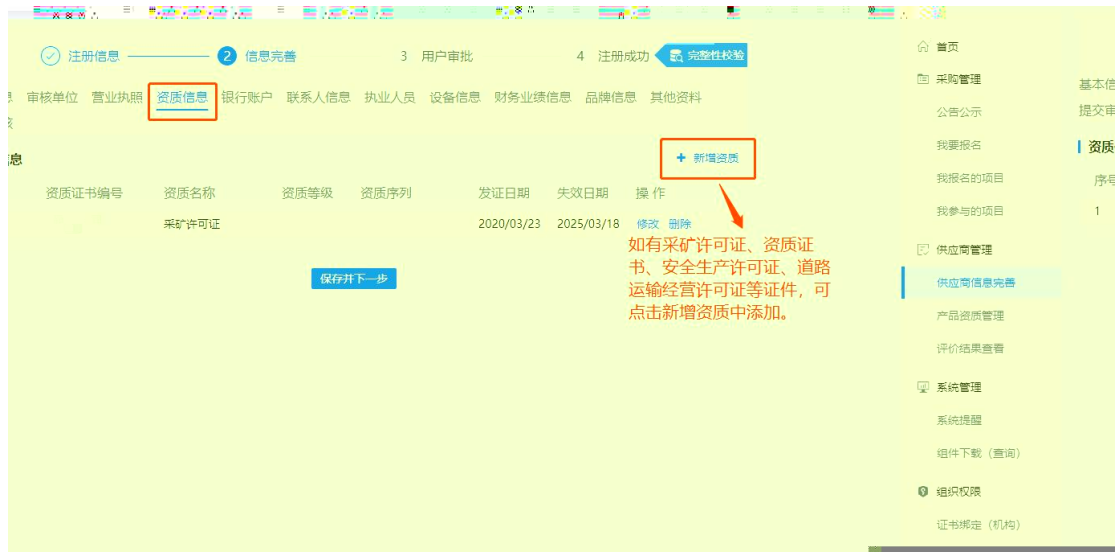 注册信息
2 信息完善
3 用户审批
4 注册成功
完整性校验
审核单位 营业执照 资质信息 银行账户 联系人信息 执业人员 设备信息 财务业绩信息 品牌信息 其他资料
息
+ 新增资质
资质证书编号 资质名称 资质等级 资质序列 发证日期 失效日期 操作
采矿许可证 2020/03/23 2025/03/18 修改 删除
如有采矿许可证、资质证
书、安全生产许可证、道路
运输经营许可证等证件，可
点击新增资质中添加。
保存并下一步
首页
采购管理
公告公示
我要报名
我报名的项目
我参与的项目
供应商管理
供应商信息完善
产品资质管理
评价结果查看
系统管理
系统提醒
组件下载（查询）
组织权限
证书绑定（机构）
基本信
提交审
资质
序号
1